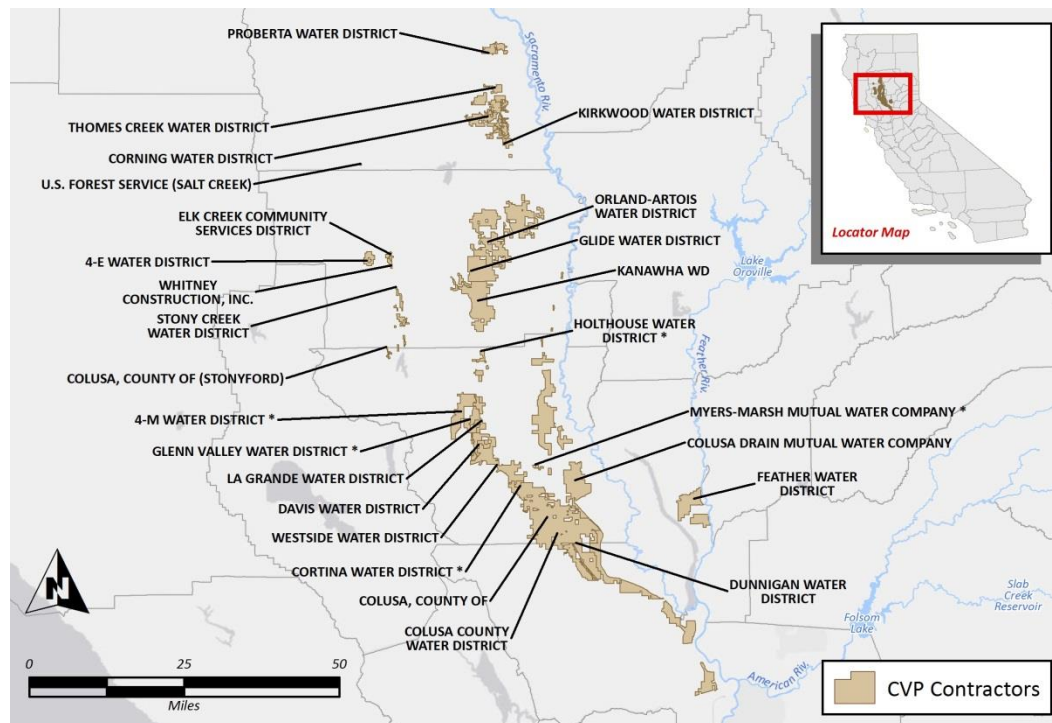 PROBERTA WATER DISTRICT
Sacramento Riv.
THOMES CREEK WATER DISTRICT
KIRKWOOD WATER DISTRICT
CORNING WATER DISTRICT
U.S. FOREST SERVICE (SALT CREEK)
Locator Map
ELK CREEK COMMUNITY
SERVICES DISTRICT
ORLAND-ARTOIS
WATER DISTRICT
GLIDE WATER DISTRICT
4-E WATER DISTRICT
KANAWHA WD
Lake
Oroville
WHITNEY
CONSTRUCTION, INC.
STONY CREEK
WATER DISTRICT
HOLTHOUSE WATER
DISTRICT *
Feather Riv.
COLUSA, COUNTY OF (STONYFORD)
4-M WATER DISTRICT *
MYERS-MARSH MUTUAL WATER COMPANY *
GLENN VALLEY WATER DISTRICT *
COLUSA DRAIN MUTUAL WATER COMPANY
LA GRANDE WATER DISTRICT
FEATHER WATER
DISTRICT
DAVIS WATER DISTRICT
WESTSIDE WATER DISTRICT
CORTINA WATER DISTRICT *
DUNNIGAN WATER
DISTRICT
COLUSA, COUNTY OF
COLUSA COUNTY
WATER DISTRICT
Slab
Creek
Reservoir
Folsom
Lake
American Riv.
N
0 25 50
Miles
CVP Contractors